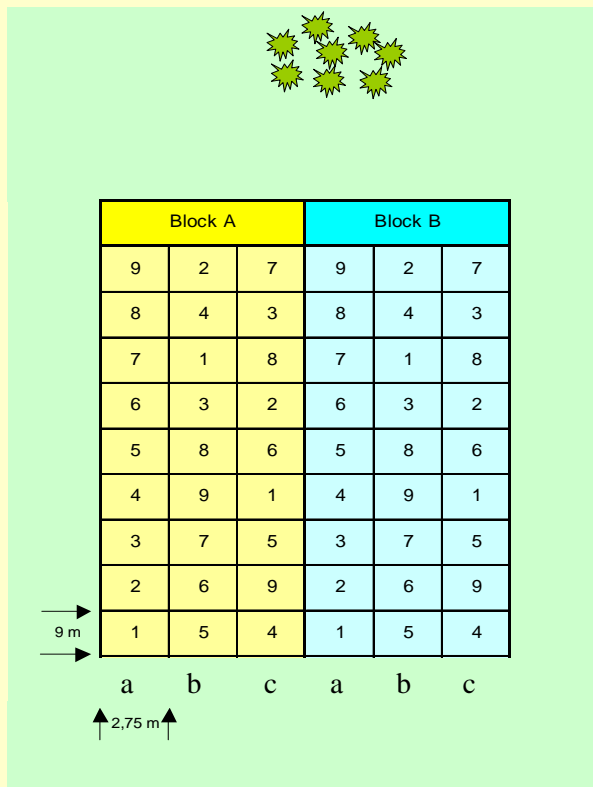 Block A Block B
9 2 7 9 2 7
8 4 3 8 4 3
7 1 8 7 1 8
6 3 2 6 3 2
5 8 6 5 8 6
4 9 1 4 9 1
3 7 5 3 7 5
2 6 9 2 6 9
9 m
1 5 4 1 5 4
a b c a b c
2,75 m